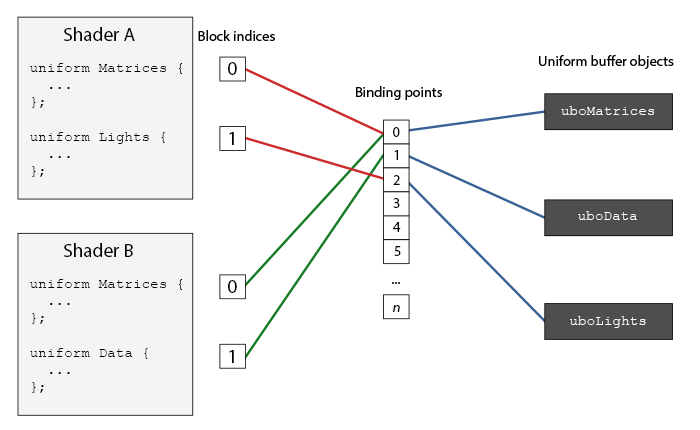 Shader A
uniform Matrices {
...
};
uniform Lights {
...
};
Block indices
0
1
Shader B
uniform Matrices {
...
};
uniform Data {
...
};
0
1
Binding points
0
1
2
3
4
5
...
n
Uniform buffer objects
uboMatrices
uboData
uboLights